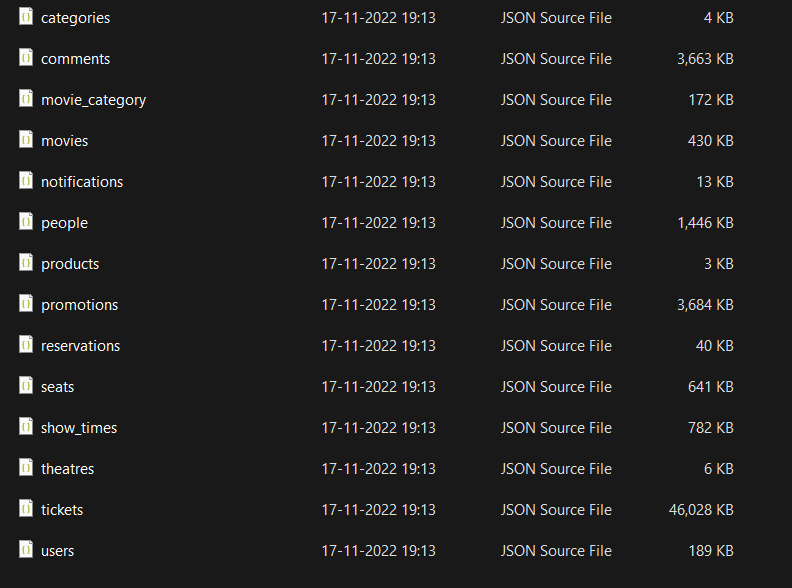 categories 17-11-2022 19:13 JSON Source File 4 KB
comments 17-11-2022 19:13 JSON Source File 3,663 KB
movie_category 17-11-2022 19:13 JSON Source File 172 KB
movies 17-11-2022 19:13 JSON Source File 430 KB
notifications 17-11-2022 19:13 JSON Source File 13 KB
people 17-11-2022 19:13 JSON Source File 1,446 KB
products 17-11-2022 19:13 JSON Source File 3 KB
promotions 17-11-2022 19:13 JSON Source File 3,684 KB
reservations 17-11-2022 19:13 JSON Source File 40 KB
seats 17-11-2022 19:13 JSON Source File 641 KB
show_times 17-11-2022 19:13 JSON Source File 782 KB
theatres 17-11-2022 19:13 JSON Source File 6 KB
tickets 17-11-2022 19:13 JSON Source File 46,028 KB
users 17-11-2022 19:13 JSON Source File 189 KB